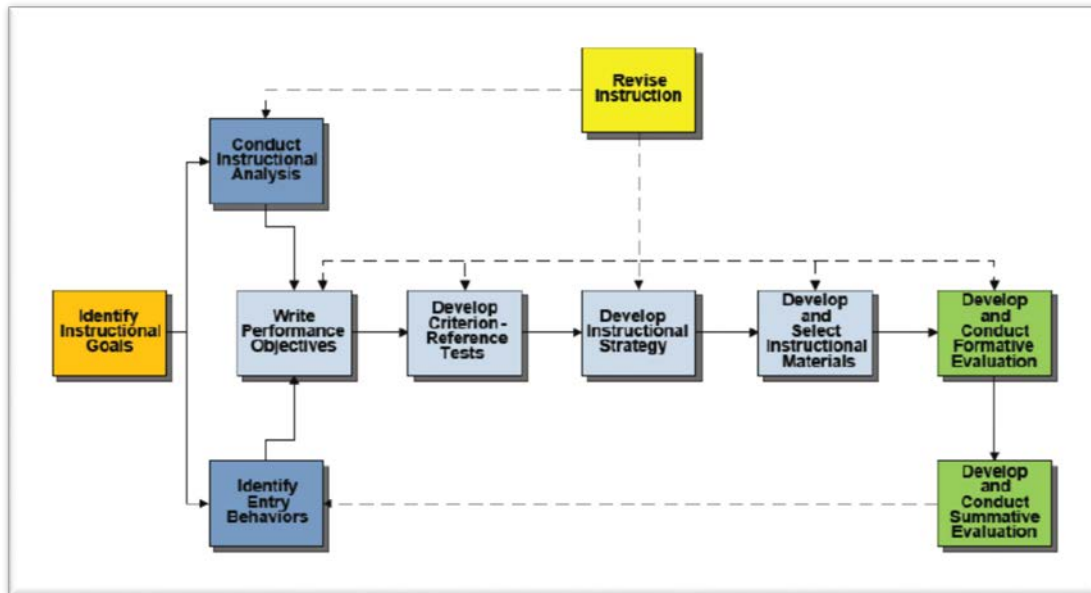 Revise
Instruction
Conduct
Instructional
Analysis
Identify
Instructional
Goals
Write
Performance
Objectives
Develop
Criterion-
Reference
Tests
Develop
Instructional
Strategy
Develop
and
Select
Instructional
Materials
Develop
and
Conduct
Formative
Evaluation
Identify
Entry
Behaviors
Develop
and
Conduct
Summative
Evaluation